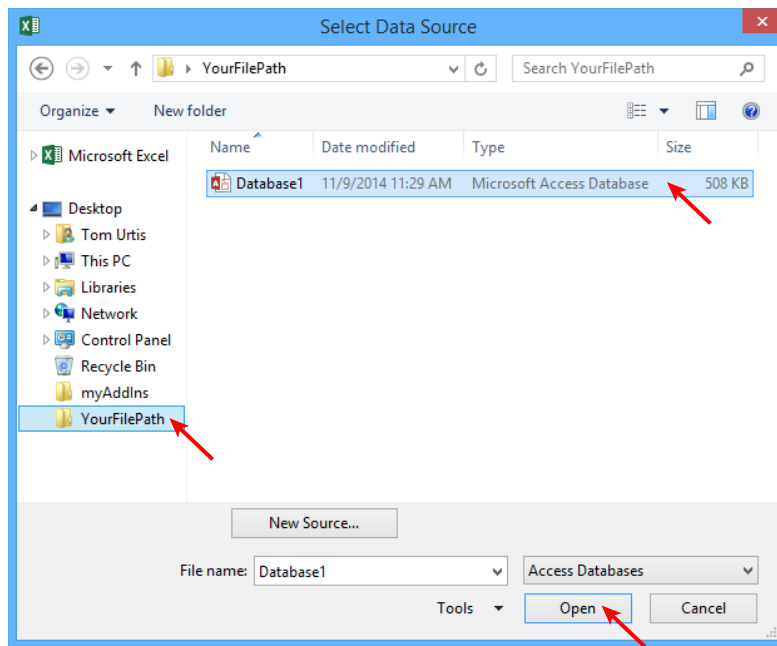 Select Data Source
YourFilePath
Search YourFilePath
Organize
New folder
Microsoft Excel
Desktop
Tom Urtis
This PC
Libraries
Network
Control Panel
Recycle Bin
myAddIns
YourFilePath
Name Date modified Type Size
Database1 11/9/2014 11:29 AM Microsoft Access Database 508 KB
New Source...
File name: Database1 Access Databases
Tools Open Cancel